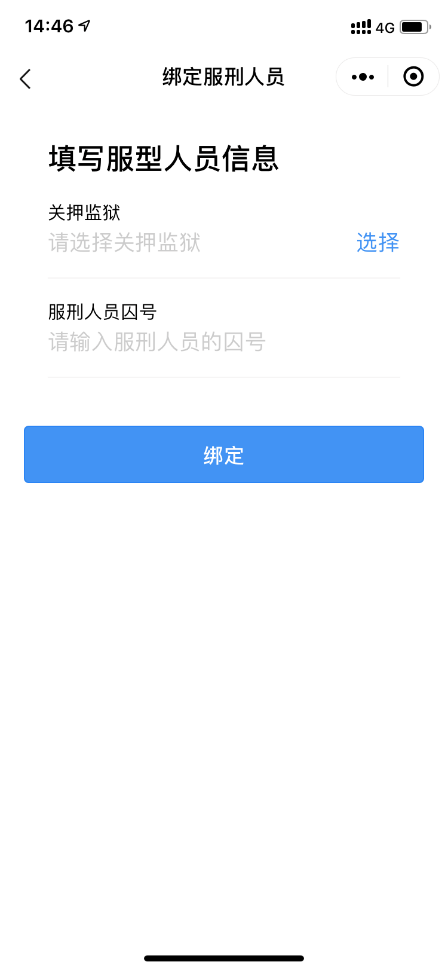 14:46
4G
绑定服刑人员
填写服型人员信息
关押监狱
请选择关押监狱
选择
服刑人员囚号
请输入服刑人员的囚号
绑定